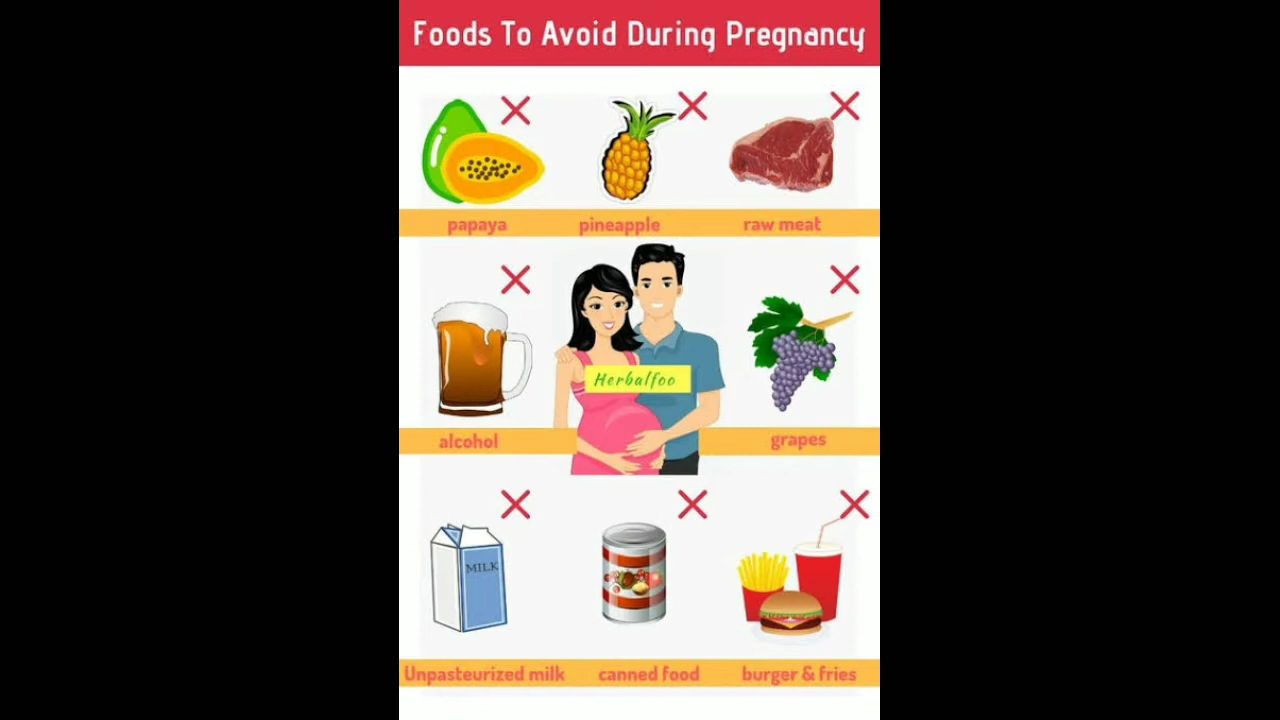 Foods To Avoid During Pregnancy
papaya pineapple raw meat
Herbalfoo
alcohol grapes
MILK
Unpasteurized milk canned food burger & fries